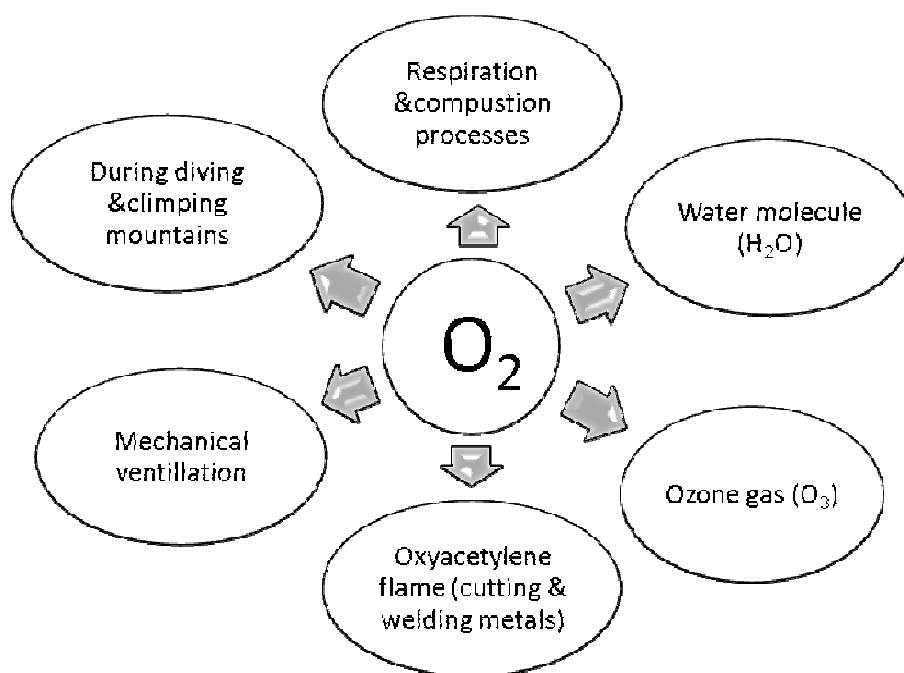 Respiration
&compustion
processes
During diving
&climping
mountains
Water molecule
(H₂O)
O₂
Mechanical
ventillation
Ozone gas (O₃)
Oxyacetylene
flame (cutting &
welding metals)